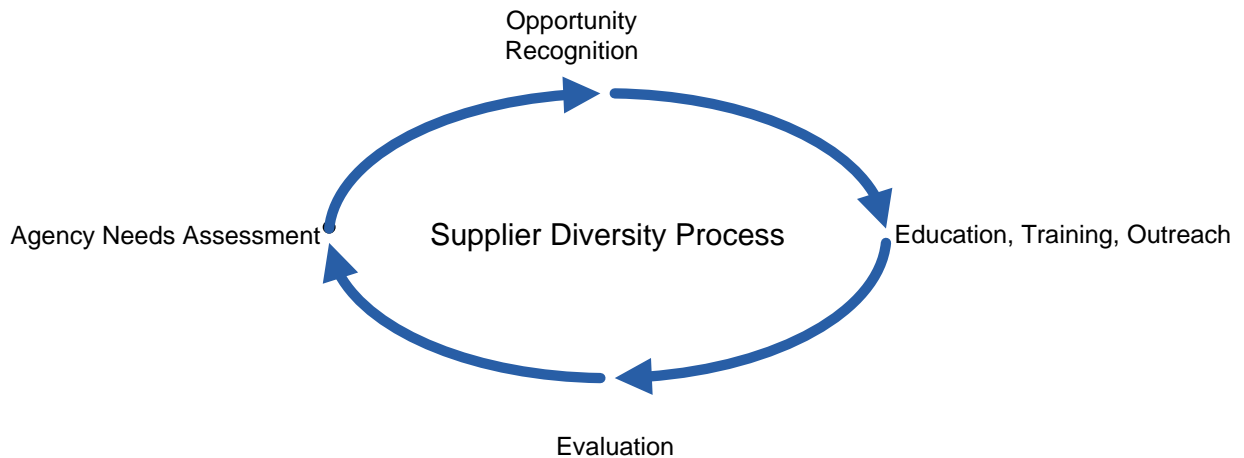 Opportunity
Recognition
Agency Needs Assessment
Supplier Diversity Process
Education, Training, Outreach
Evaluation